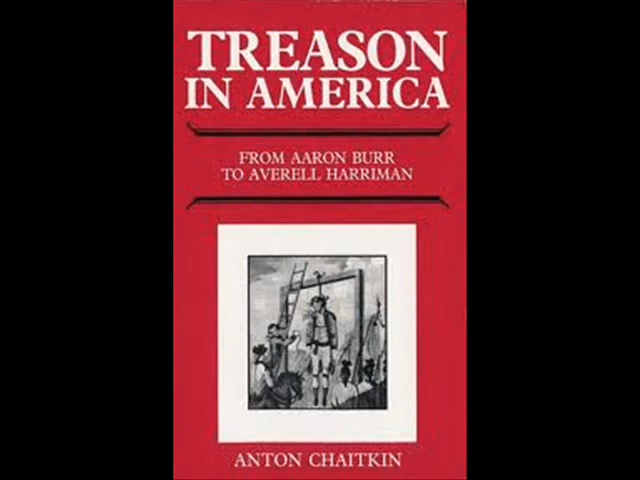 TREASON
IN AMERICA
FROM AARON BURR
TO AVERELL HARRIMAN
ANTON CHAITKIN